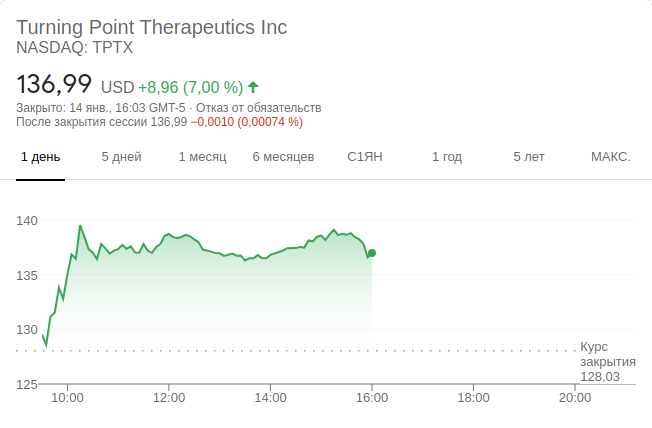 Turning Point Therapeutics Inc
NASDAQ: TPTX
136,99 USD +8,96 (7,00 %)
Закрыто: 14 янв., 16:03 GMT-5 · Отказ от обязательств
После закрытия сессии 136,99 −0,0010 (0,00074 %)
1 день 5 дней 1 месяц 6 месяцев С1ЯН 1 год 5 лет МАКС.
140
135
130
Курс
закрытия
128,03
125
10:00 12:00 14:00 16:00 18:00 20:00